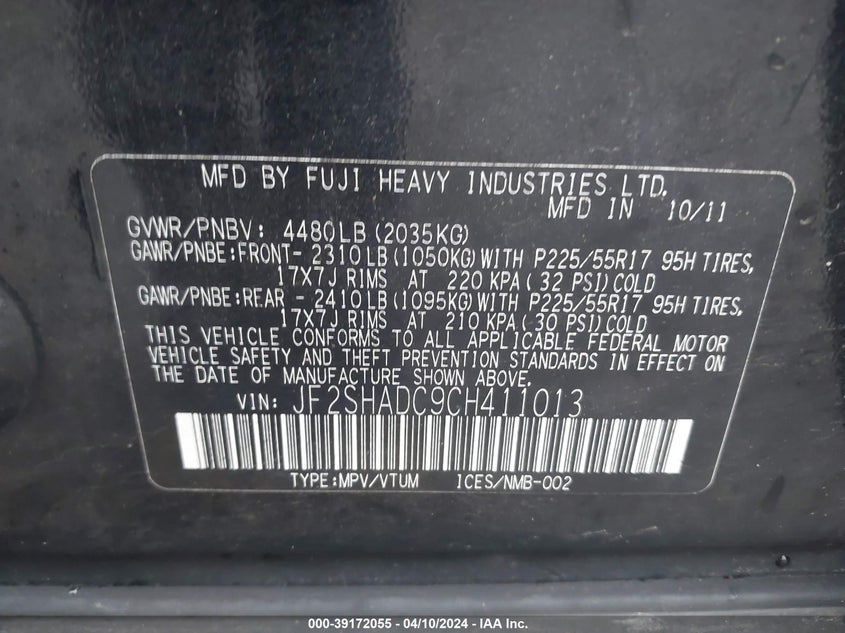 MFD BY FUJI HEAVY INDUSTRIES LTD.
MFD IN 10/11
GVWR/PNBV: 4480LB(2035KG)
GAWR/PNBE:FRONT- 2310LB(1050KG)WITH P225/55R17 95H TIRES,
17X7J RIMS AT 220 KPA(32 PSI)COLD
GAWR/PNBE:REAR - 2410LB(1095KG)WITH P225/55R17 95H TIRES,
17X7J RIMS AT 210 KPA(30 PSI)COLD
THIS VEHICLE CONFORMS TO ALL APPLICABLE FEDERAL MOTOR
VEHICLE SAFETY AND THEFT PREVENTION STANDARDS IN EFFECT ON
THE DATE OF MANUFACTURE SHOWN ABOVE.
VIN: JF2SHADC9CH411013
TYPE:MPV/VTUM ICES/NMB-002
000-39172055 - 04/10/2024 - IAA Inc.